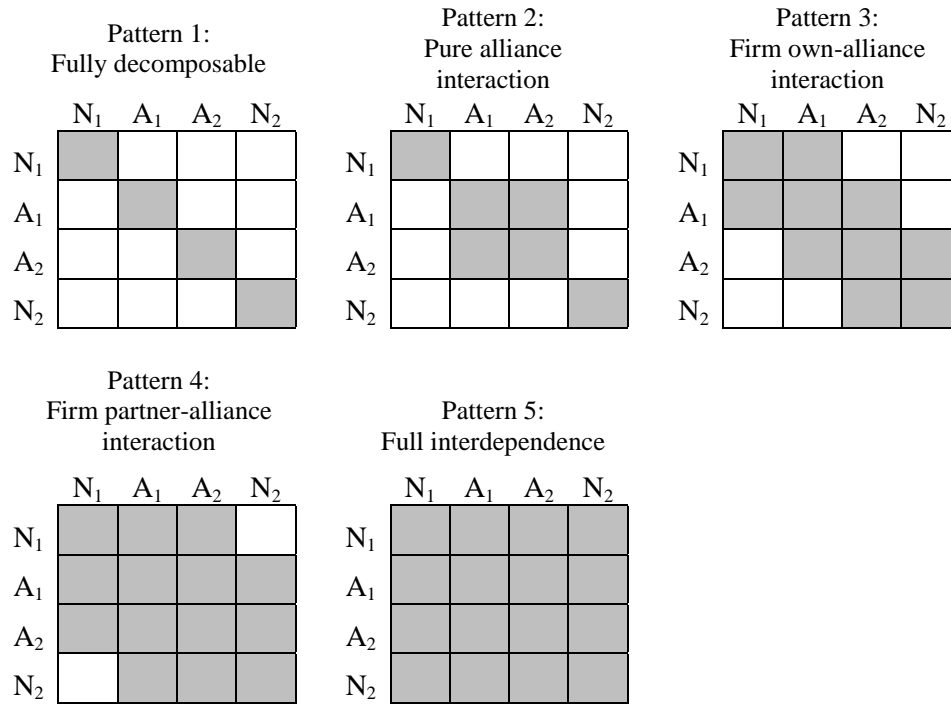 Pattern 1:
Fully decomposable
N₁ A₁ A₂ N₂
N₁
A₁
A₂
N₂
Pattern 2:
Pure alliance
interaction
N₁ A₁ A₂ N₂
N₁
A₁
A₂
N₂
Pattern 3:
Firm own-alliance
interaction
N₁ A₁ A₂ N₂
N₁
A₁
A₂
N₂
Pattern 4:
Firm partner-alliance
interaction
N₁ A₁ A₂ N₂
N₁
A₁
A₂
N₂
Pattern 5:
Full interdependence
N₁ A₁ A₂ N₂
N₁
A₁
A₂
N₂